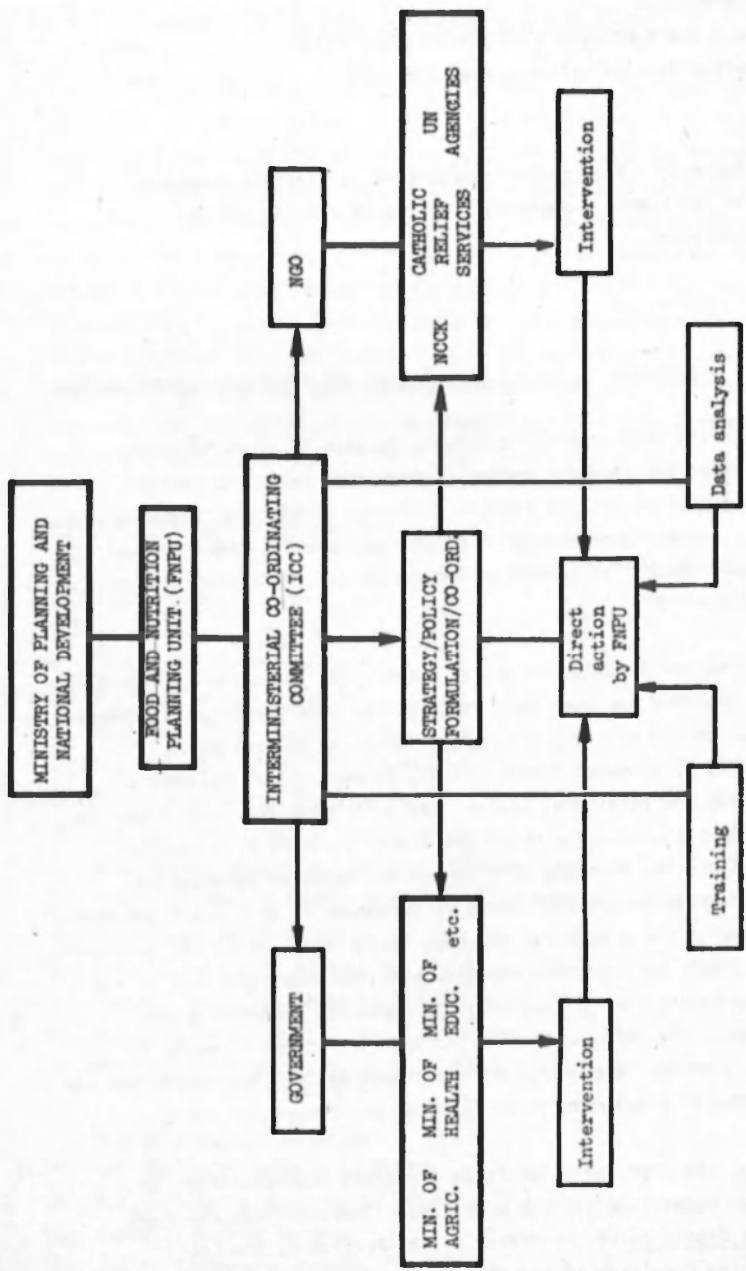 MINISTRY OF PLANNING AND
NATIONAL DEVELOPMENT
FOOD AND NUTRITION
PLANNING UNIT. (FNPU)
INTERMINISTERIAL CO-ORDINATING
COMMITTEE (ICC)
GOVERNMENT
NGO
MIN. OF AGRIC.
MIN. OF HEALTH
MIN. OF EDUC.
etc.
STRATEGY/POLICY
FORMULATION/CO-ORD.
NCCK
CATHOLIC
RELIEF
SERVICES
UN
AGENCIES
Intervention
Direct
action
by FNPU
Intervention
Training
Data analysis